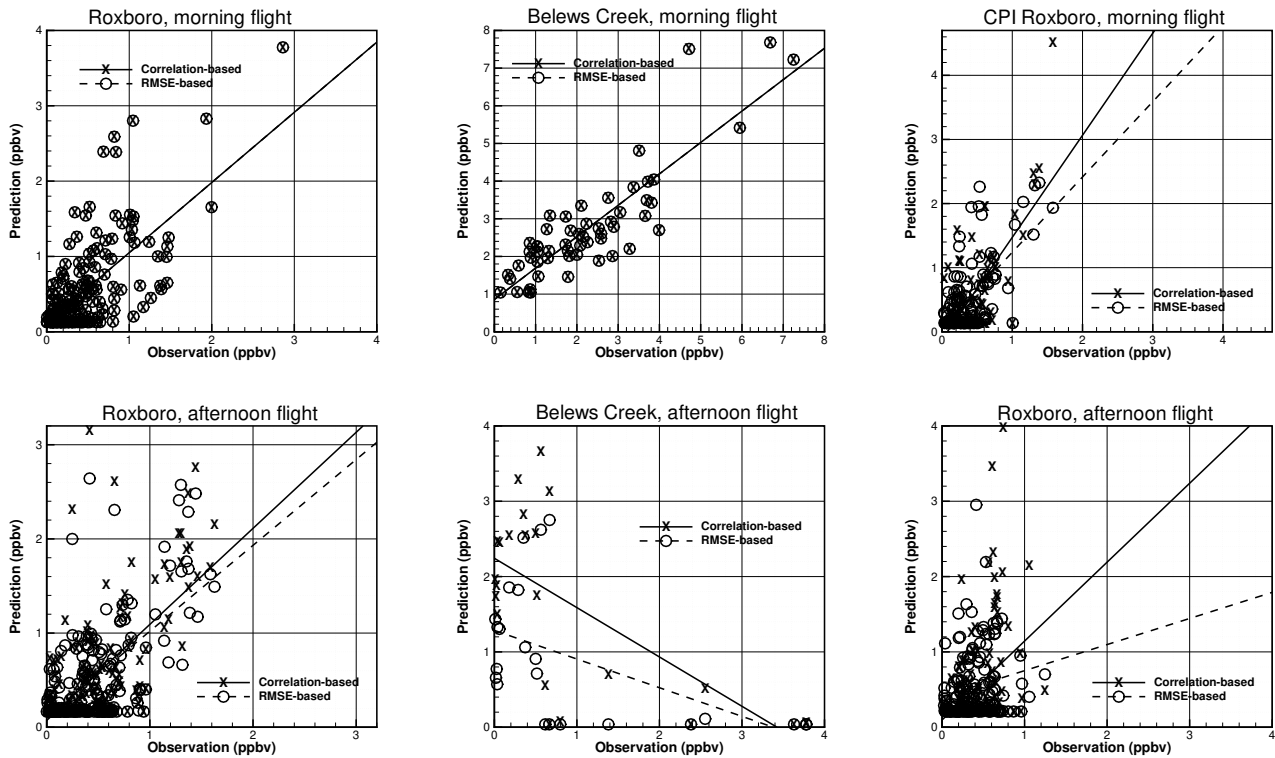 Roxboro, morning flight
4
3
2
1
0
Prediction (ppbv)
X Correlation-based
RMSE-based
0 1 2 3 4
Observation (ppbv)
Belews Creek, morning flight
8
7
6
5
4
3
2
1
0
Prediction (ppbv)
X Correlation-based
RMSE-based
0 1 2 3 4 5 6 7 8
Observation (ppbv)
CPI Roxboro, morning flight
4
3
2
1
0
Prediction (ppbv)
X Correlation-based
RMSE-based
0 1 2 3 4
Observation (ppbv)
Roxboro, afternoon flight
3
2
1
0
Prediction (ppbv)
X Correlation-based
RMSE-based
0 1 2 3
Observation (ppbv)
Belews Creek, afternoon flight
4
3
2
1
0
Prediction (ppbv)
X Correlation-based
RMSE-based
0 1 2 3 4
Observation (ppbv)
Roxboro, afternoon flight
4
3
2
1
0
Prediction (ppbv)
X Correlation-based
RMSE-based
0 1 2 3 4
Observation (ppbv)